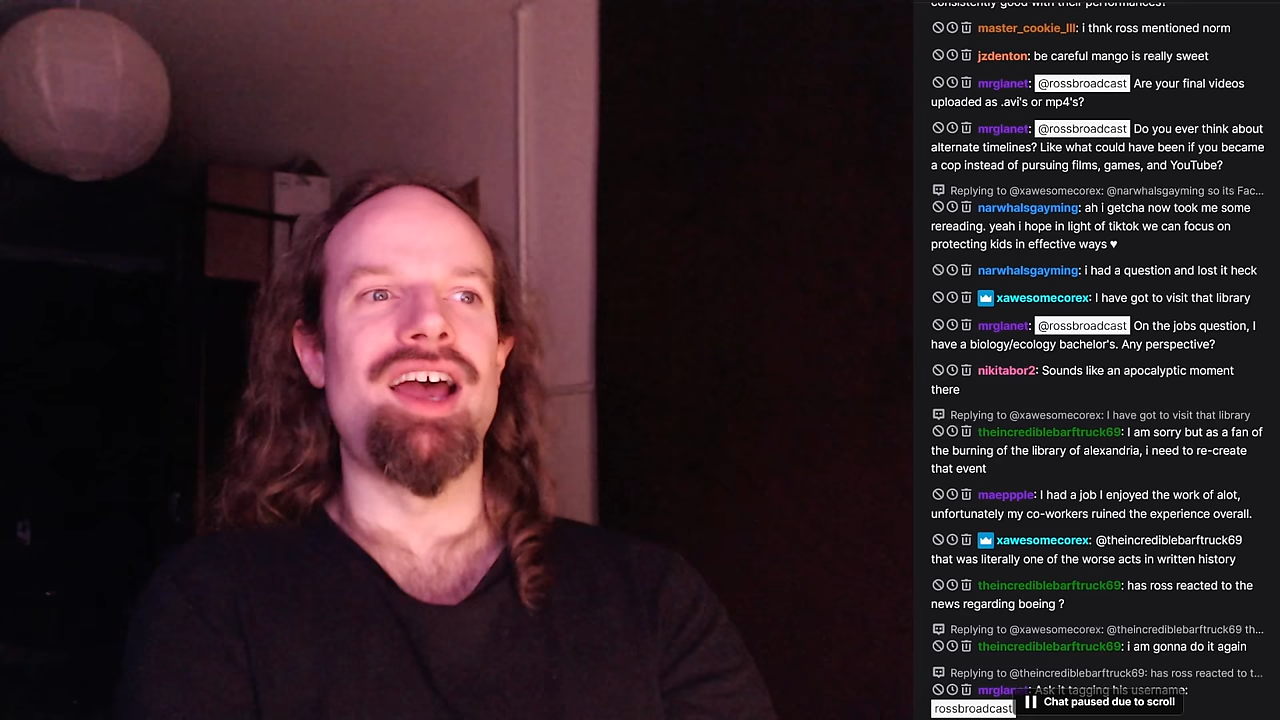 consistently good with their performances?
master_cookie_lll: i thnk ross mentioned norm
jzdenton: be careful mango is really sweet
mrglanet: @rossbroadcast Are your final videos
uploaded as .avi's or mp4's?
mrglanet: @rossbroadcast Do you ever think about
alternate timelines? Like what could have been if you became
a cop instead of pursuing films, games, and YouTube?
Replying to @xawesomecorex: @narwhalsgayming so its Fac...
narwhalsgayming: ah i getcha now took me some
rereading. yeah i hope in light of tiktok we can focus on
protecting kids in effective ways ♥
narwhalsgayming: i had a question and lost it heck
xawesomecorex: I have got to visit that library
mrglanet: @rossbroadcast On the jobs question, I
have a biology/ecology bachelor's. Any perspective?
nikitabor2: Sounds like an apocalyptic moment
there
Replying to @xawesomecorex: I have got to visit that library
theincrediblebarftruck69: I am sorry but as a fan of
the burning of the library of alexandria, i need to re-create
that event
maeppple: I had a job I enjoyed the work of alot,
unfortunately my co-workers ruined the experience overall.
xawesomecorex: @theincrediblebarftruck69
that was literally one of the worse acts in written history
theincrediblebarftruck69: has ross reacted to the
news regarding boeing ?
Replying to @xawesomecorex: @theincrediblebarftruck69 th...
theincrediblebarftruck69: i am gonna do it again
Replying to @theincrediblebarftruck69: has ross reacted to t...
mrglanet: Ask it tagging his username:
rossbroadcast
Chat paused due to scroll